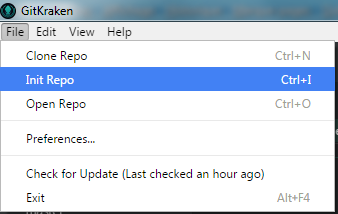 GitKraken
File Edit View Help
Clone Repo Ctrl+N
Init Repo Ctrl+I
Open Repo Ctrl+O
Preferences...
Check for Update (Last checked an hour ago)
Exit Alt+F4